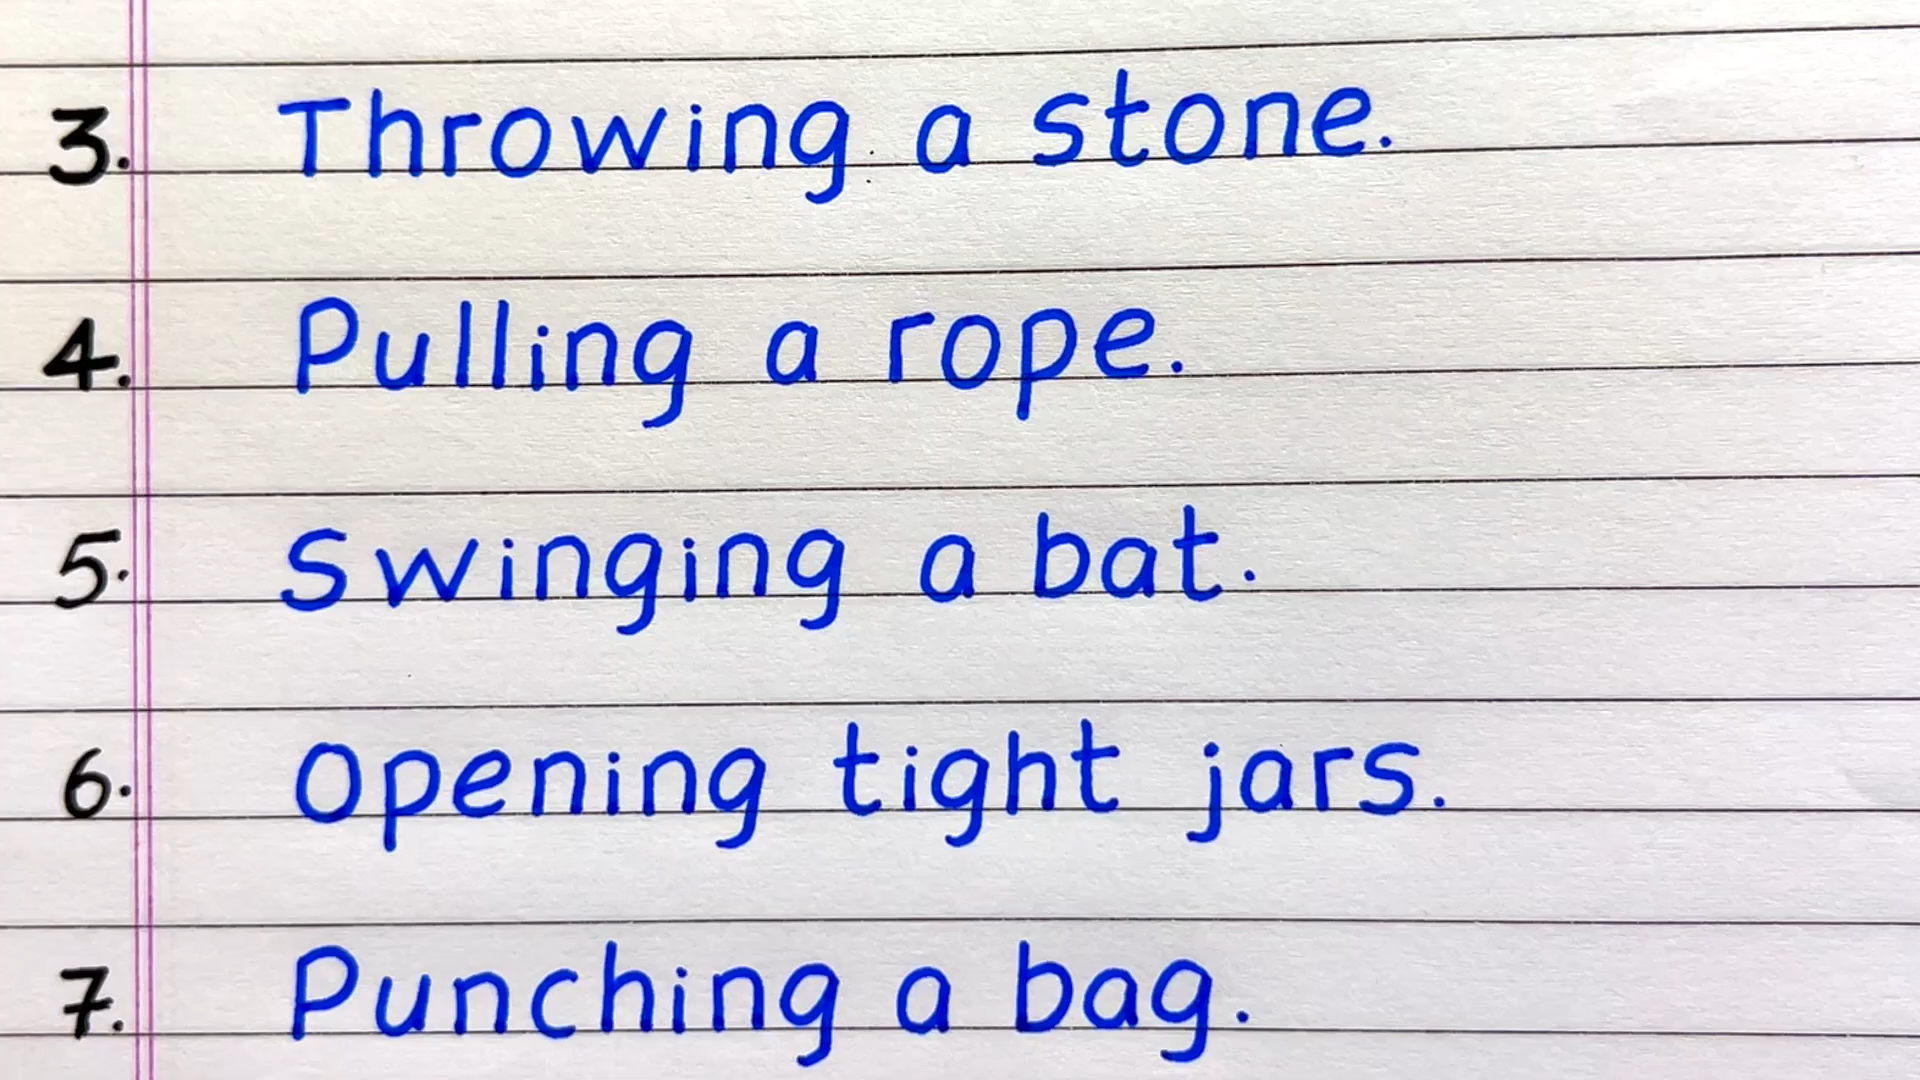 3. Throwing a stone.
4. Pulling a rope.
5. Swinging a bat.
6. Opening tight jars.
7. Punching a bag.